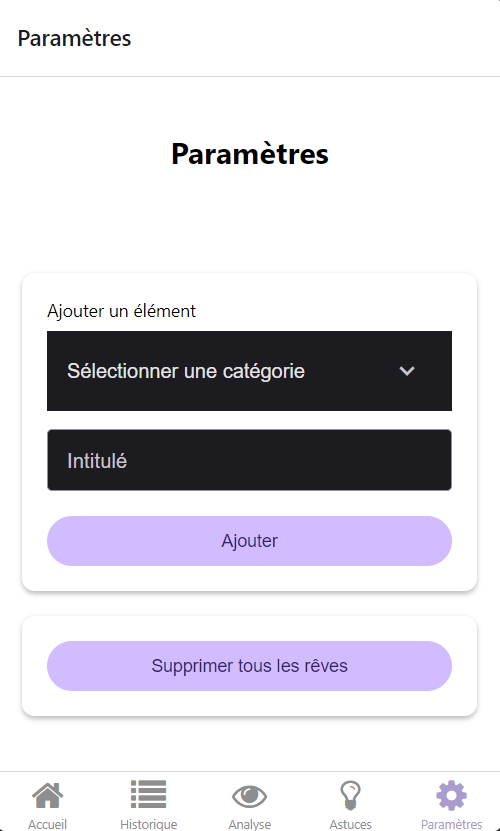 Paramètres
Paramètres
Ajouter un élément
Sélectionner une catégorie
Intitulé
Ajouter
Supprimer tous les rêves
Accueil Historique Analyse Astuces Paramètres